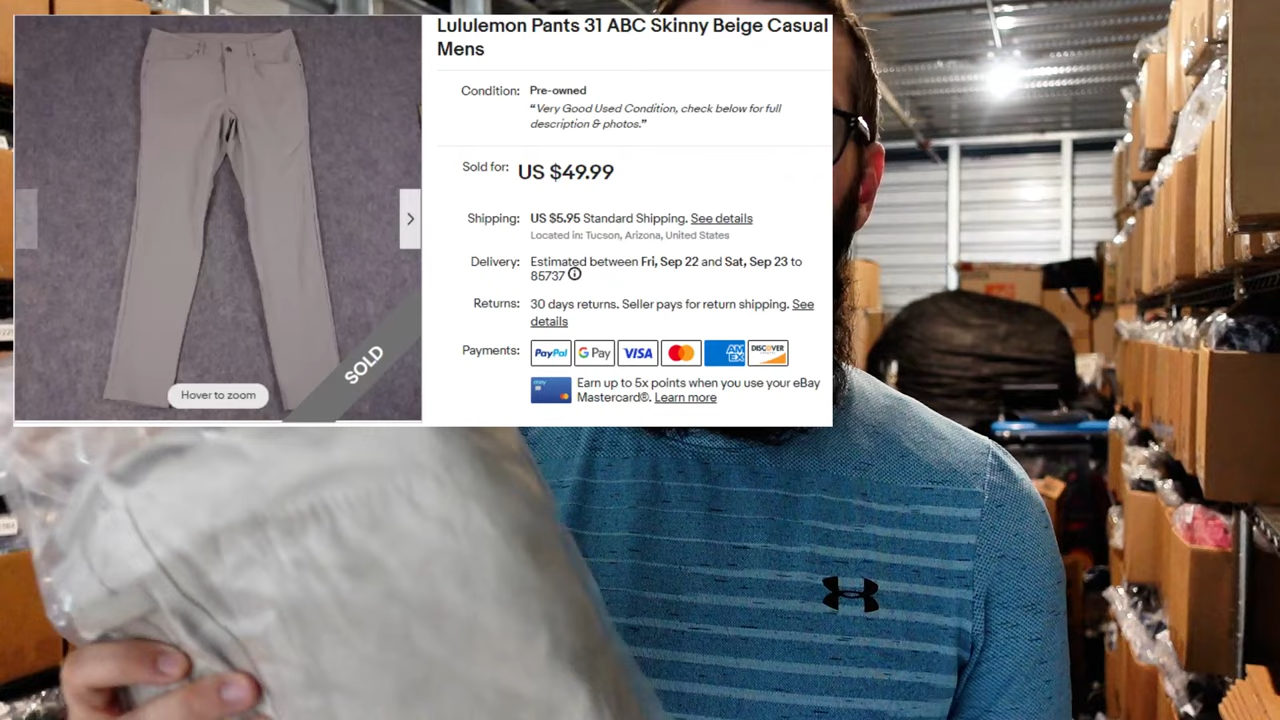 Lululemon Pants 31 ABC Skinny Beige Casual
Mens
Condition: Pre-owned
“Very Good Used Condition, check below for full
description & photos.”
Sold for: US $49.99
Shipping: US $5.95 Standard Shipping. See details
Located in: Tucson, Arizona, United States
Delivery: Estimated between Fri, Sep 22 and Sat, Sep 23 to
85737
Returns: 30 days returns. Seller pays for return shipping. See
details
Payments: PayPal G Pay VISA AM EX DISCOVER
Earn up to 5x points when you use your eBay
Mastercard®. Learn more
SOLD
Hover to zoom